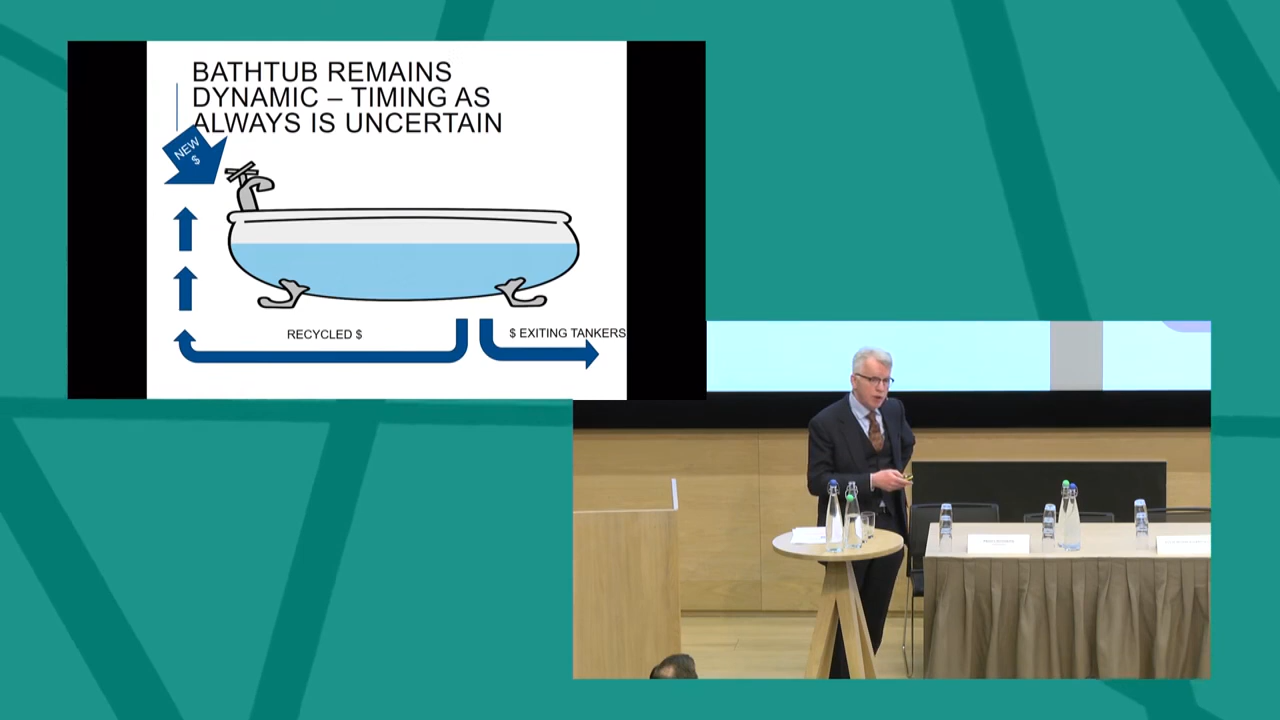 BATHTUB REMAINS
DYNAMIC – TIMING AS
ALWAYS IS UNCERTAIN
NEW
$
RECYCLED $
$ EXITING TANKERS